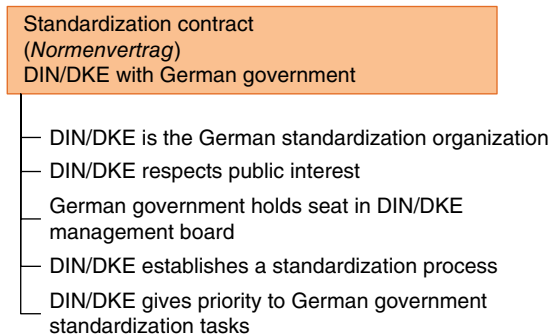 Standardization contract
(Normenvertrag)
DIN/DKE with German government
DIN/DKE is the German standardization organization
DIN/DKE respects public interest
German government holds seat in DIN/DKE
management board
DIN/DKE establishes a standardization process
DIN/DKE gives priority to German government
standardization tasks